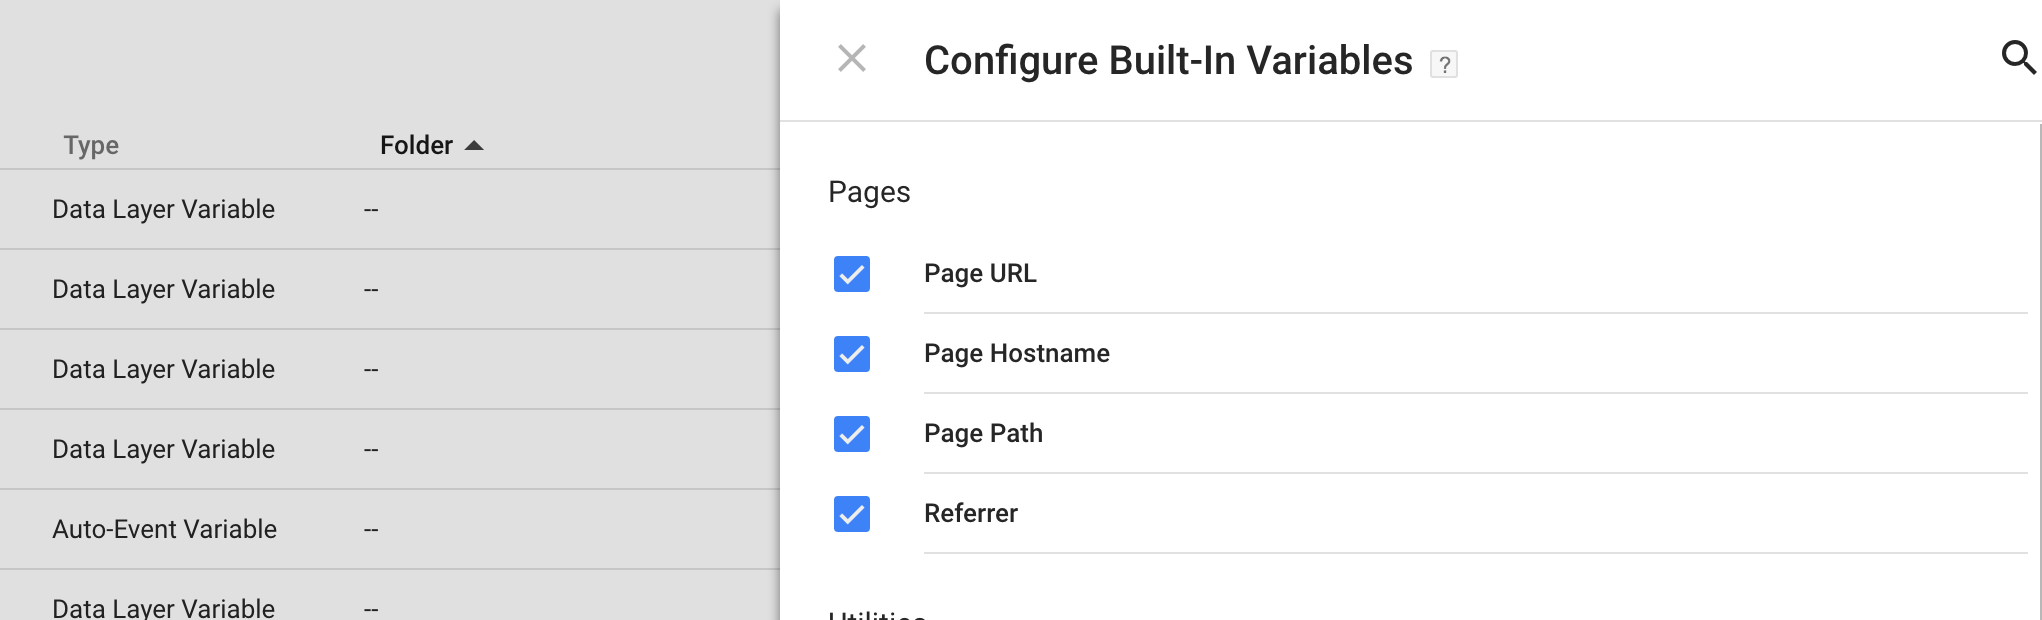 Type Folder
Data Layer Variable --
Data Layer Variable --
Data Layer Variable --
Data Layer Variable --
Auto-Event Variable --
Data Layer Variable --
Configure Built-In Variables ?
Pages
Page URL
Page Hostname
Page Path
Referrer
Utilities